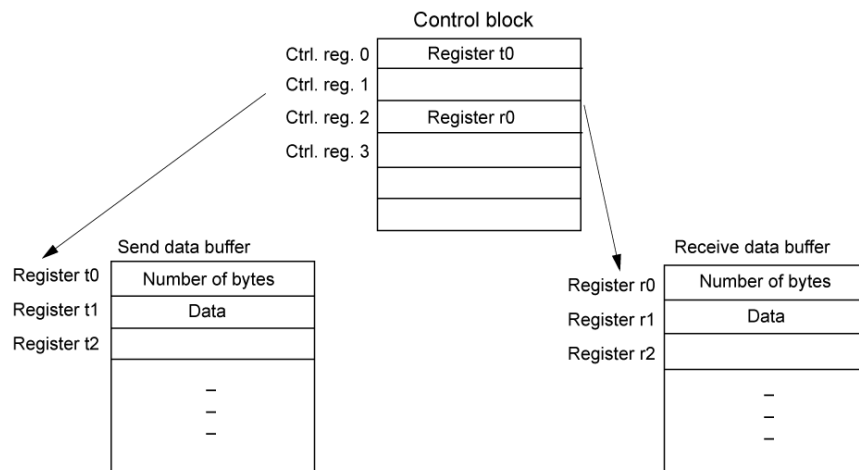 Control block
Ctrl. reg. 0 Register t0
Ctrl. reg. 1
Ctrl. reg. 2 Register r0
Ctrl. reg. 3
Send data buffer
Register t0 Number of bytes
Register t1 Data
Register t2
Receive data buffer
Register r0 Number of bytes
Register r1 Data
Register r2